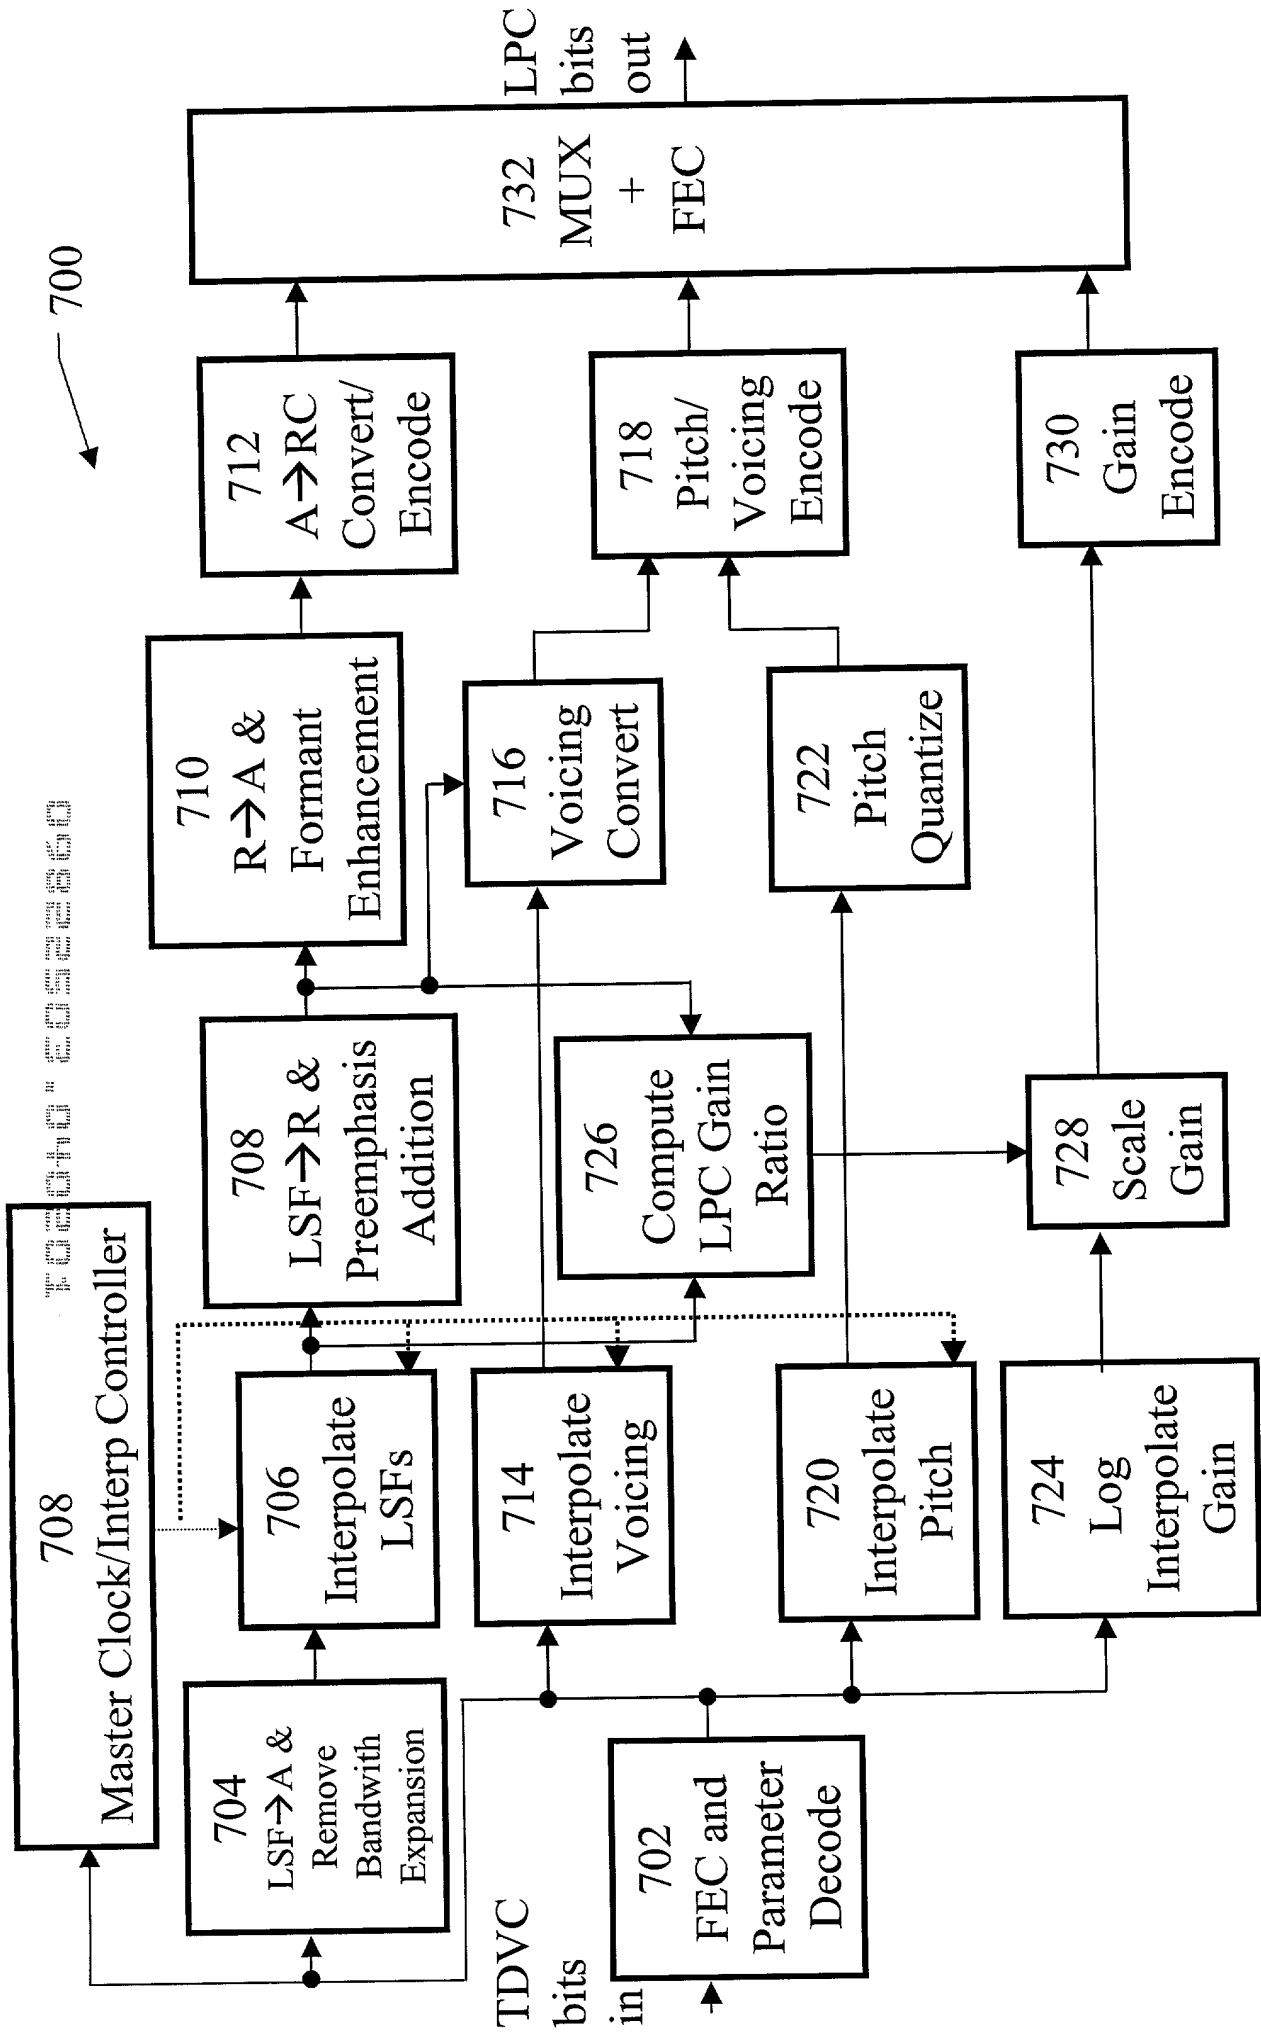 700
708
Master Clock/Interp Controller
704
LSF→A &
Remove
Bandwith
Expansion
706
Interpolate
LSFs
708
LSF→R &
Preemphasis
Addition
710
R→A &
Formant
Enhancement
712
A→RC
Convert/
Encode
TDVC
bits
in
702
FEC and
Parameter
Decode
714
Interpolate
Voicing
716
Voicing
Convert
718
Pitch/
Voicing
Encode
720
Interpolate
Pitch
722
Pitch
Quantize
724
Log
Interpolate
Gain
726
Compute
LPC Gain
Ratio
728
Scale
Gain
730
Gain
Encode
732
MUX
+
FEC
LPC
bits
out